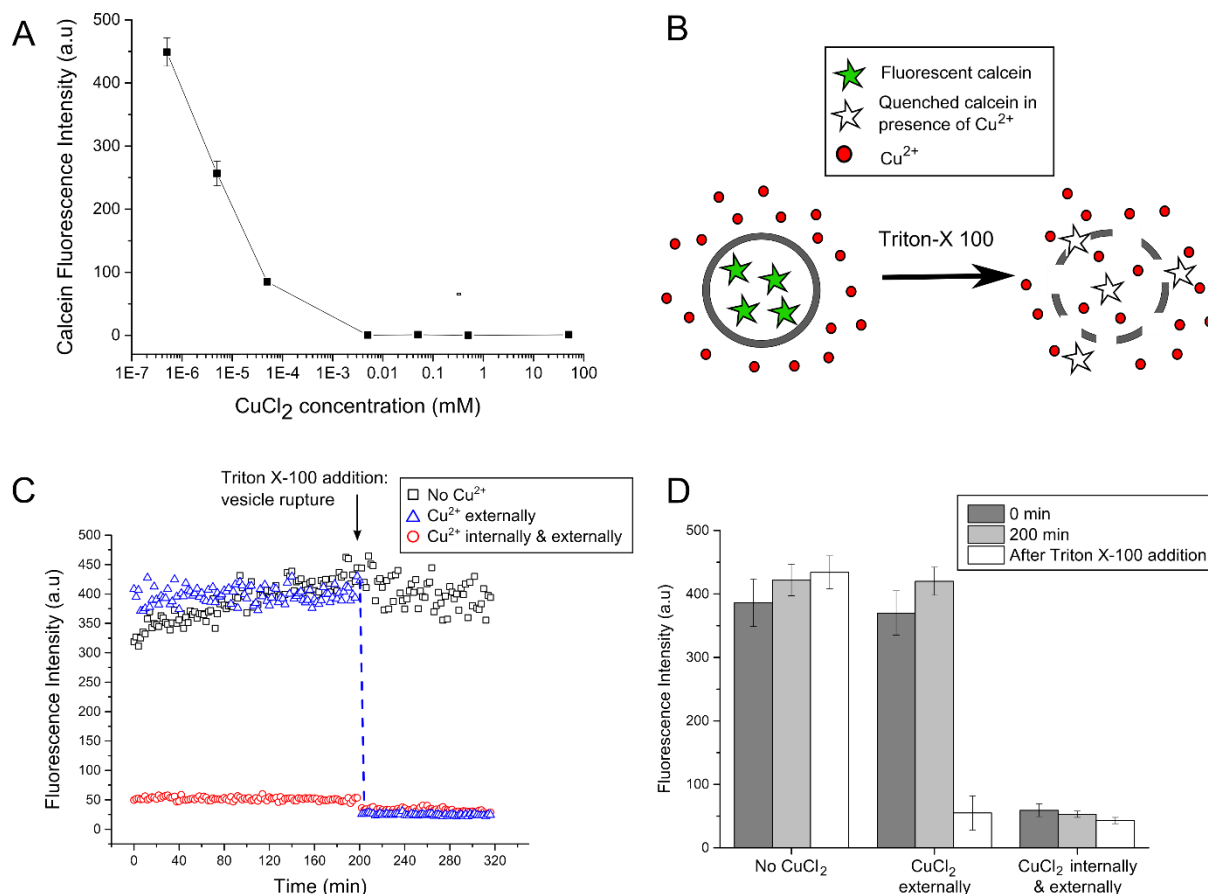 A
Calcein Fluorescence Intensity (a.u)
500
400
300
200
100
0
1E-7 1E-6 1E-5 1E-4 1E-3 0.01 0.1 1 10 100
CuCl2 concentration (mM)
B
Fluorescent calcein
Quenched calcein in
presence of Cu2+
Cu2+
Triton-X 100
C
Triton X-100 addition:
vesicle rupture
No Cu2+
Cu2+ externally
Cu2+ internally & externally
Fluorescence Intensity (a.u)
500
450
400
350
300
250
200
150
100
50
0
0 40 80 120 160 200 240 280 320
Time (min)
D
0 min
200 min
After Triton X-100 addition
Fluorescence Intensity (a.u)
500
400
300
200
100
0
No CuCl2
CuCl2
externally
CuCl2 internally
& externally